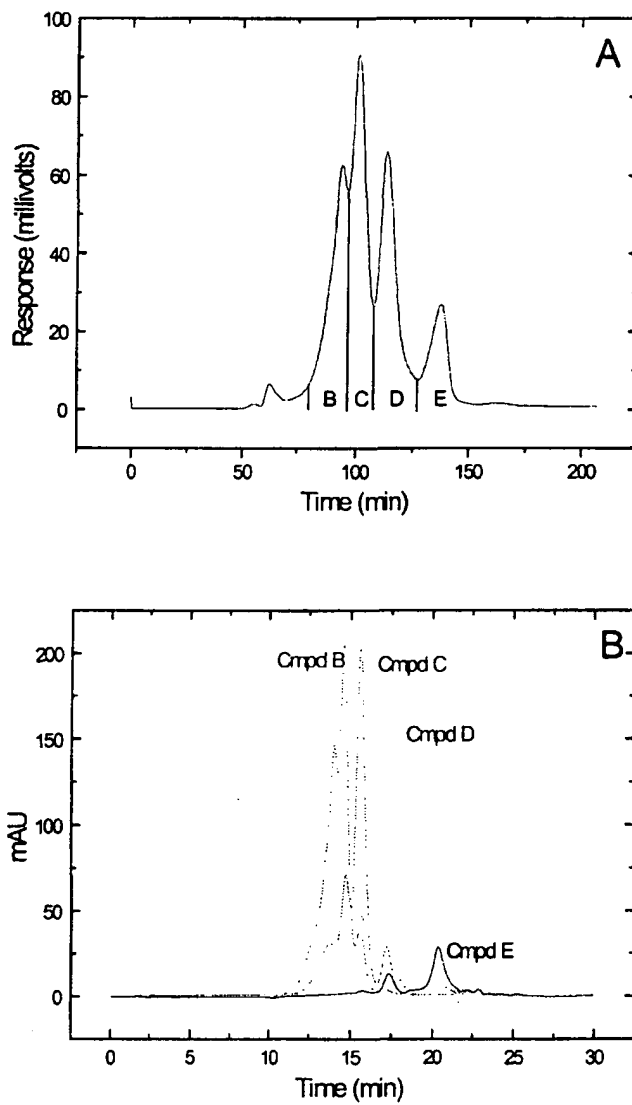 A
100
80
60
40
20
0
Response (millivolts)
B C D E
0 50 100 150 200
Time (min)
B
200
150
100
50
0
mAU
Cmpd B
Cmpd C
Cmpd D
Cmpd E
0 5 10 15 20 25 30
Time (min)